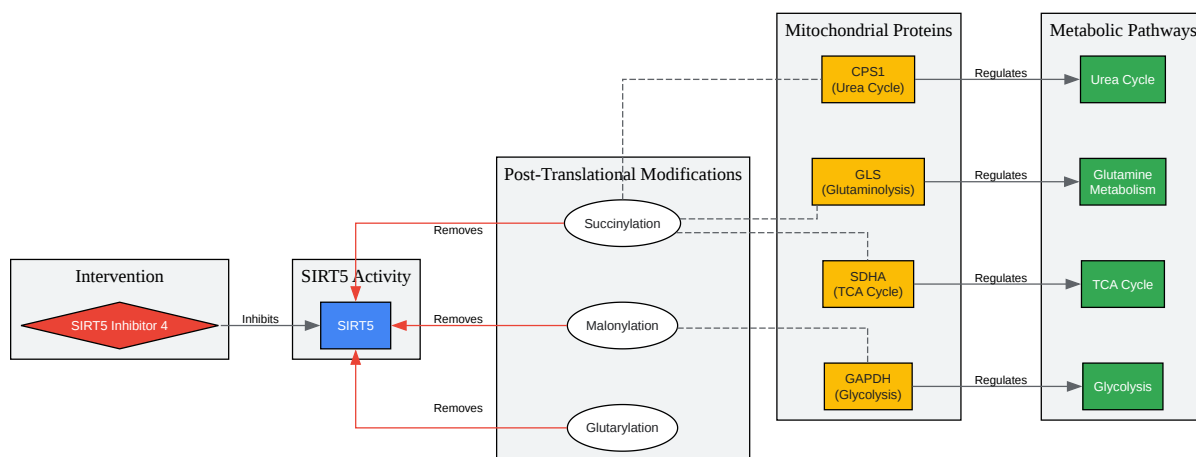 Intervention
SIRT5 Inhibitor 4
Inhibits
SIRT5 Activity
SIRT5
Removes
Removes
Removes
Post-Translational Modifications
Succinylation
Malonylation
Glutarylation
Mitochondrial Proteins
CPS1
(Urea Cycle)
GLS
(Glutaminolysis)
SDHA
(TCA Cycle)
GAPDH
(Glycolysis)
Regulates
Regulates
Regulates
Regulates
Metabolic Pathways
Urea Cycle
Glutamine
Metabolism
TCA Cycle
Glycolysis